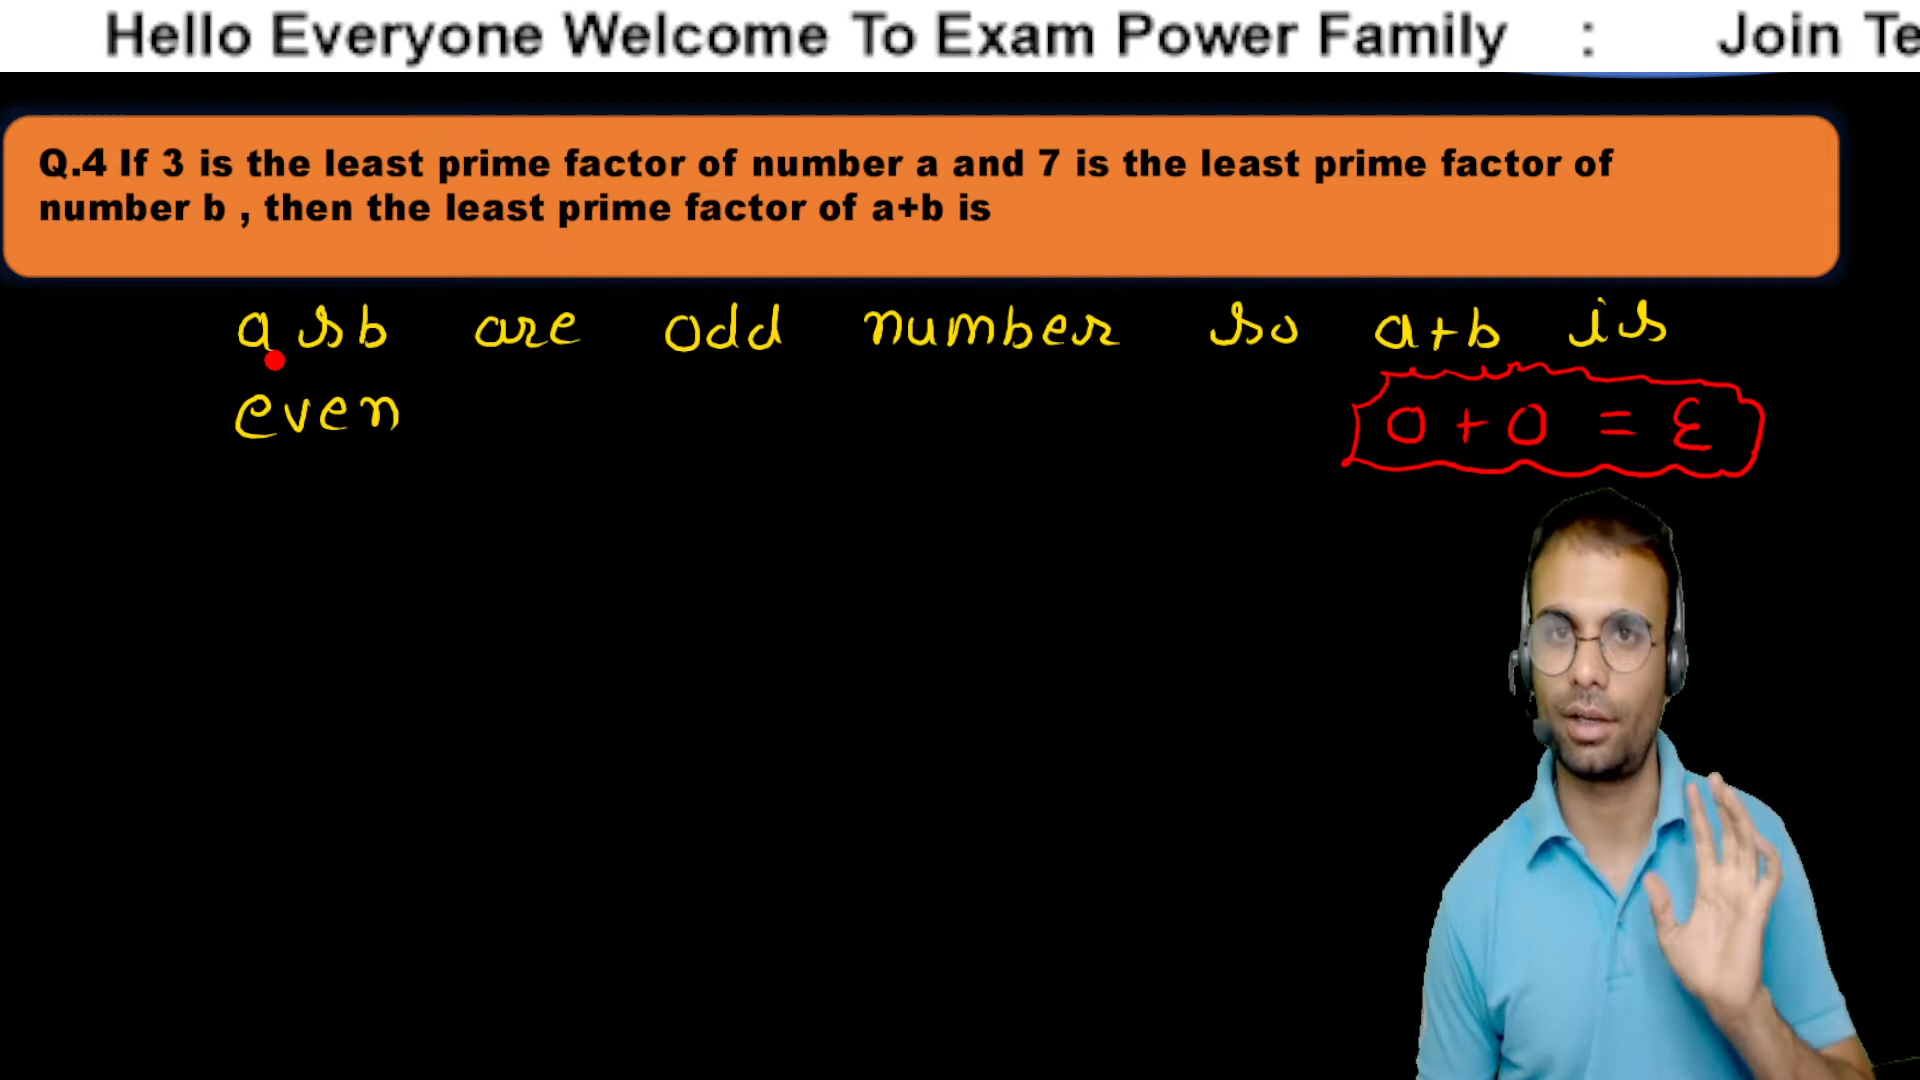 Hello Everyone Welcome To Exam Power Family : Join Te
Q.4 If 3 is the least prime factor of number a and 7 is the least prime factor of
number b , then the least prime factor of a+b is
a & b are odd number so a+b is
even
O + O = E